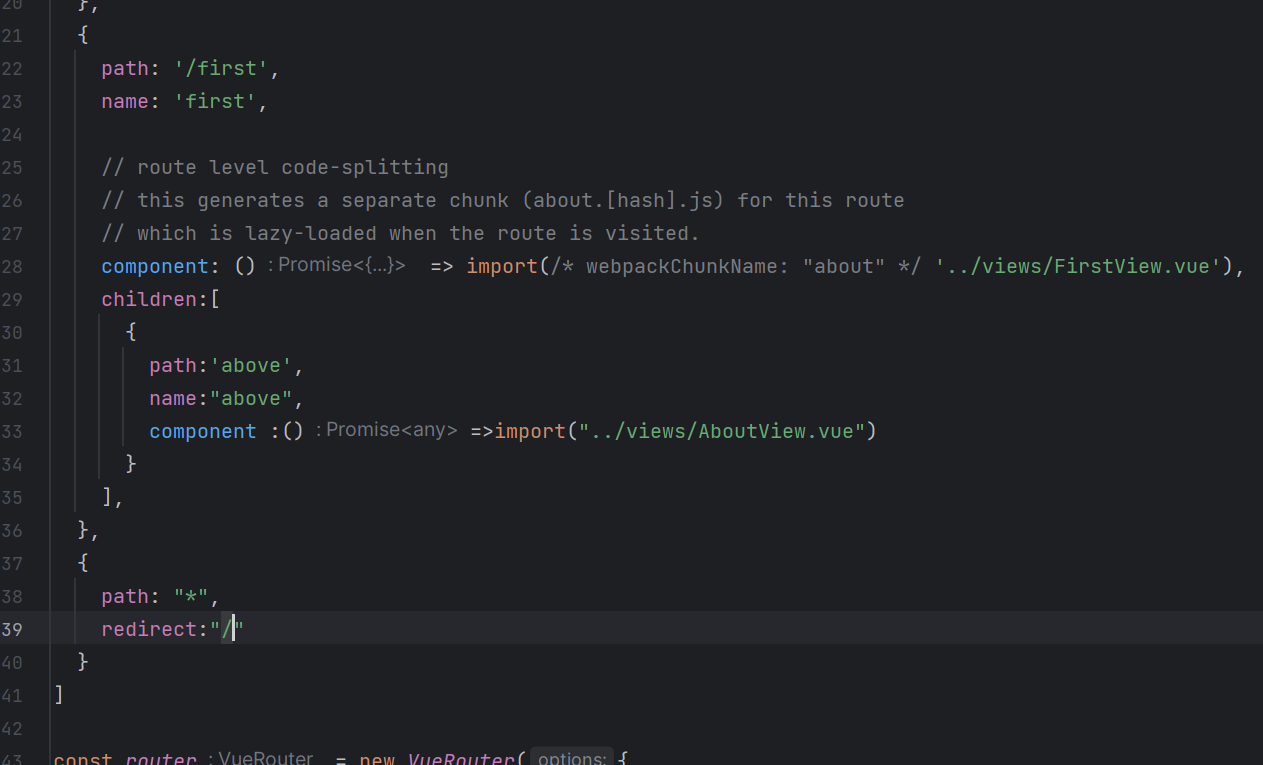 20 },
21 {
22 path: '/first',
23 name: 'first',
24
25 // route level code-splitting
26 // this generates a separate chunk (about.[hash].js) for this route
27 // which is lazy-loaded when the route is visited.
28 component: () : Promise<{...}> => import(/* webpackChunkName: "about" */ '../views/FirstView.vue'),
29 children:[
30 {
31 path:'above',
32 name:"above",
33 component :() : Promise<any> =>import("../views/AboutView.vue")
34 }
35 ],
36 },
37 {
38 path: "*",
39 redirect:"/"
40 }
41 ]
42
43 const router : VueRouter = new VueRouter( options: {